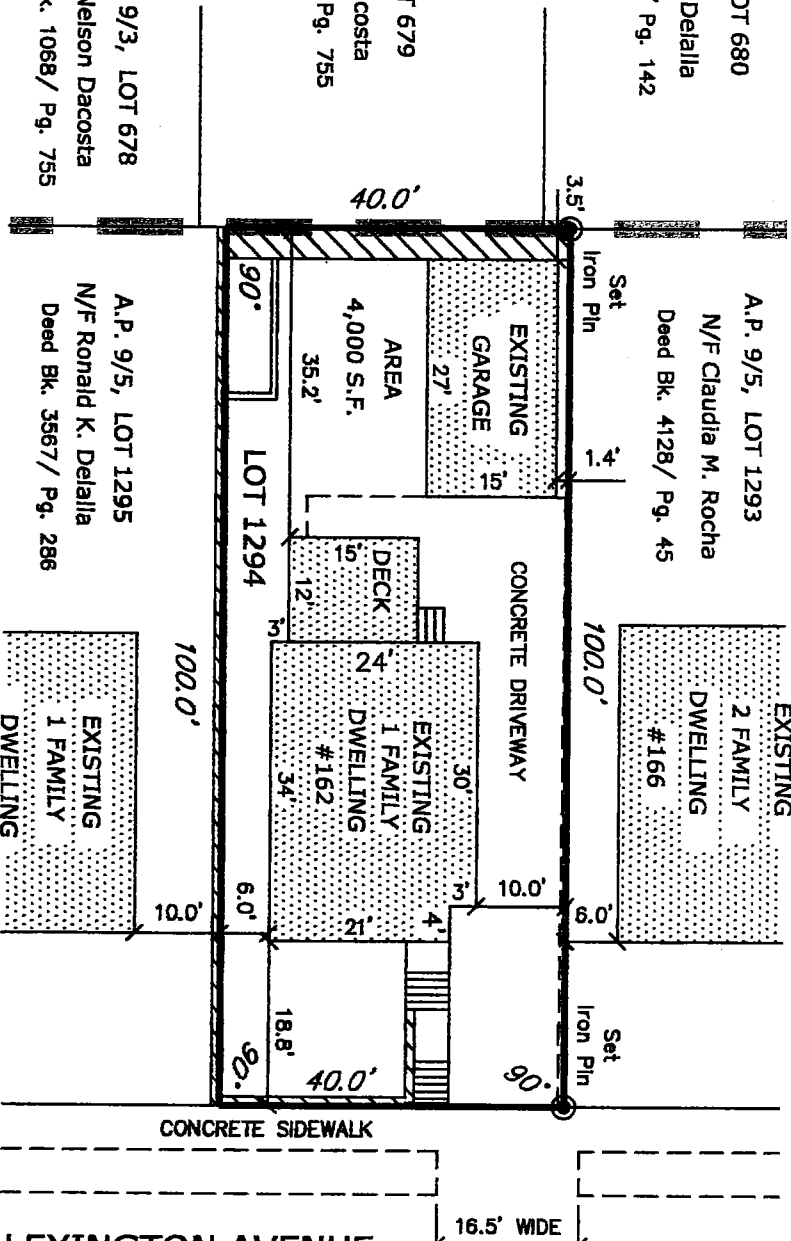 LOT 680
Delalla
Pg. 142
LOT 679
costa
Pg. 755
9/3, LOT 678
Nelson Dacosta
k. 1068/ Pg. 755
40.0'
3.5'
Set
Iron Pin
A.P. 9/5, LOT 1293
N/F Claudia M. Rocha
Deed Bk. 4128/ Pg. 45
1.4'
EXISTING
GARAGE
27'
15'
AREA
4,000 S.F.
35.2'
90°
LOT 1294
A.P. 9/5, LOT 1295
N/F Ronald K. Delalla
Deed Bk. 3567/ Pg. 286
CONCRETE DRIVEWAY
DECK
15'
12'
3'
24'
100.0'
100.0'
EXISTING
2 FAMILY
DWELLING
#166
EXISTING
1 FAMILY
DWELLING
#162
30'
34'
3'
10.0'
6.0'
4'
21'
6.0'
10.0'
EXISTING
1 FAMILY
DWELLING
18.8'
90°
40.0'
90°
Set
Iron Pin
CONCRETE SIDEWALK
16.5' WIDE
LEXINGTON AVENUE